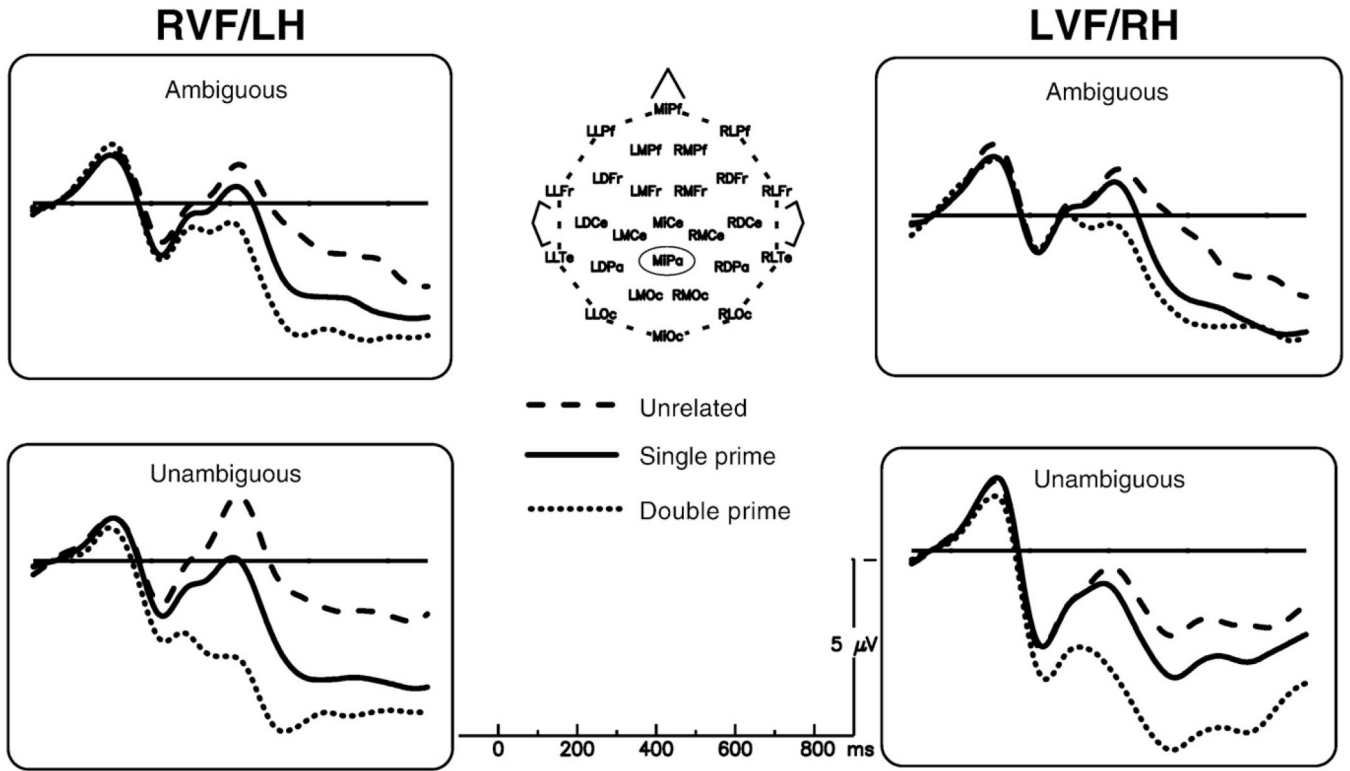 RVF/LH
LVF/RH
Ambiguous
Ambiguous
MiPf
LLPf
RLPf
LMPf RMPf
LDFr
RDFr
LLFr
LMFr RMFr
RLFr
LDCe
MiCe
RDCe
LMCe
RMCe
LLTe
MiPa
RLTe
LDPa
RDPa
LMOc RMOc
LLOc
RLOc
MiOc
Unrelated
Single prime
Double prime
Unambiguous
Unambiguous
5 µV
0 200 400 600 800 ms